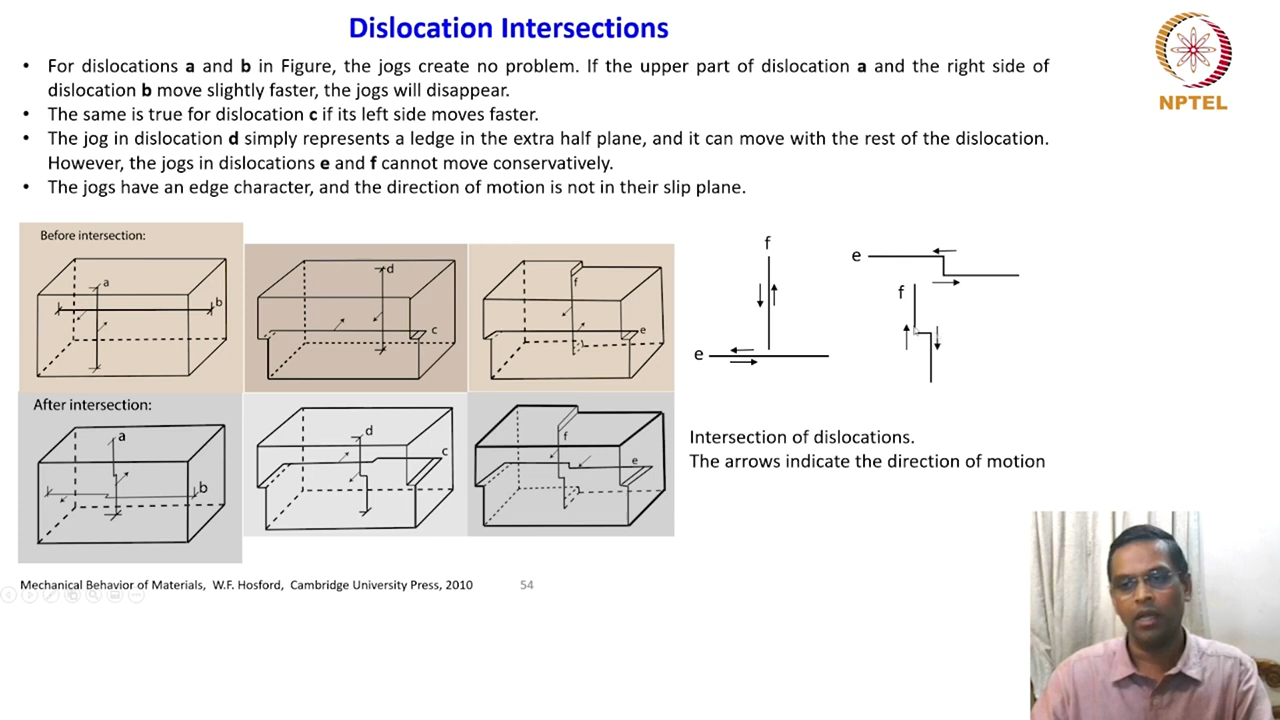 Dislocation Intersections
• For dislocations a and b in Figure, the jogs create no problem. If the upper part of dislocation a and the right side of
dislocation b move slightly faster, the jogs will disappear.
• The same is true for dislocation c if its left side moves faster.
• The jog in dislocation d simply represents a ledge in the extra half plane, and it can move with the rest of the dislocation.
However, the jogs in dislocations e and f cannot move conservatively.
• The jogs have an edge character, and the direction of motion is not in their slip plane.
NPTEL
Before intersection:
a
b
d
c
f
e
f
e
e
f
After intersection:
a
b
d
c
f
e
Intersection of dislocations.
The arrows indicate the direction of motion
Mechanical Behavior of Materials, W.F. Hosford, Cambridge University Press, 2010
54